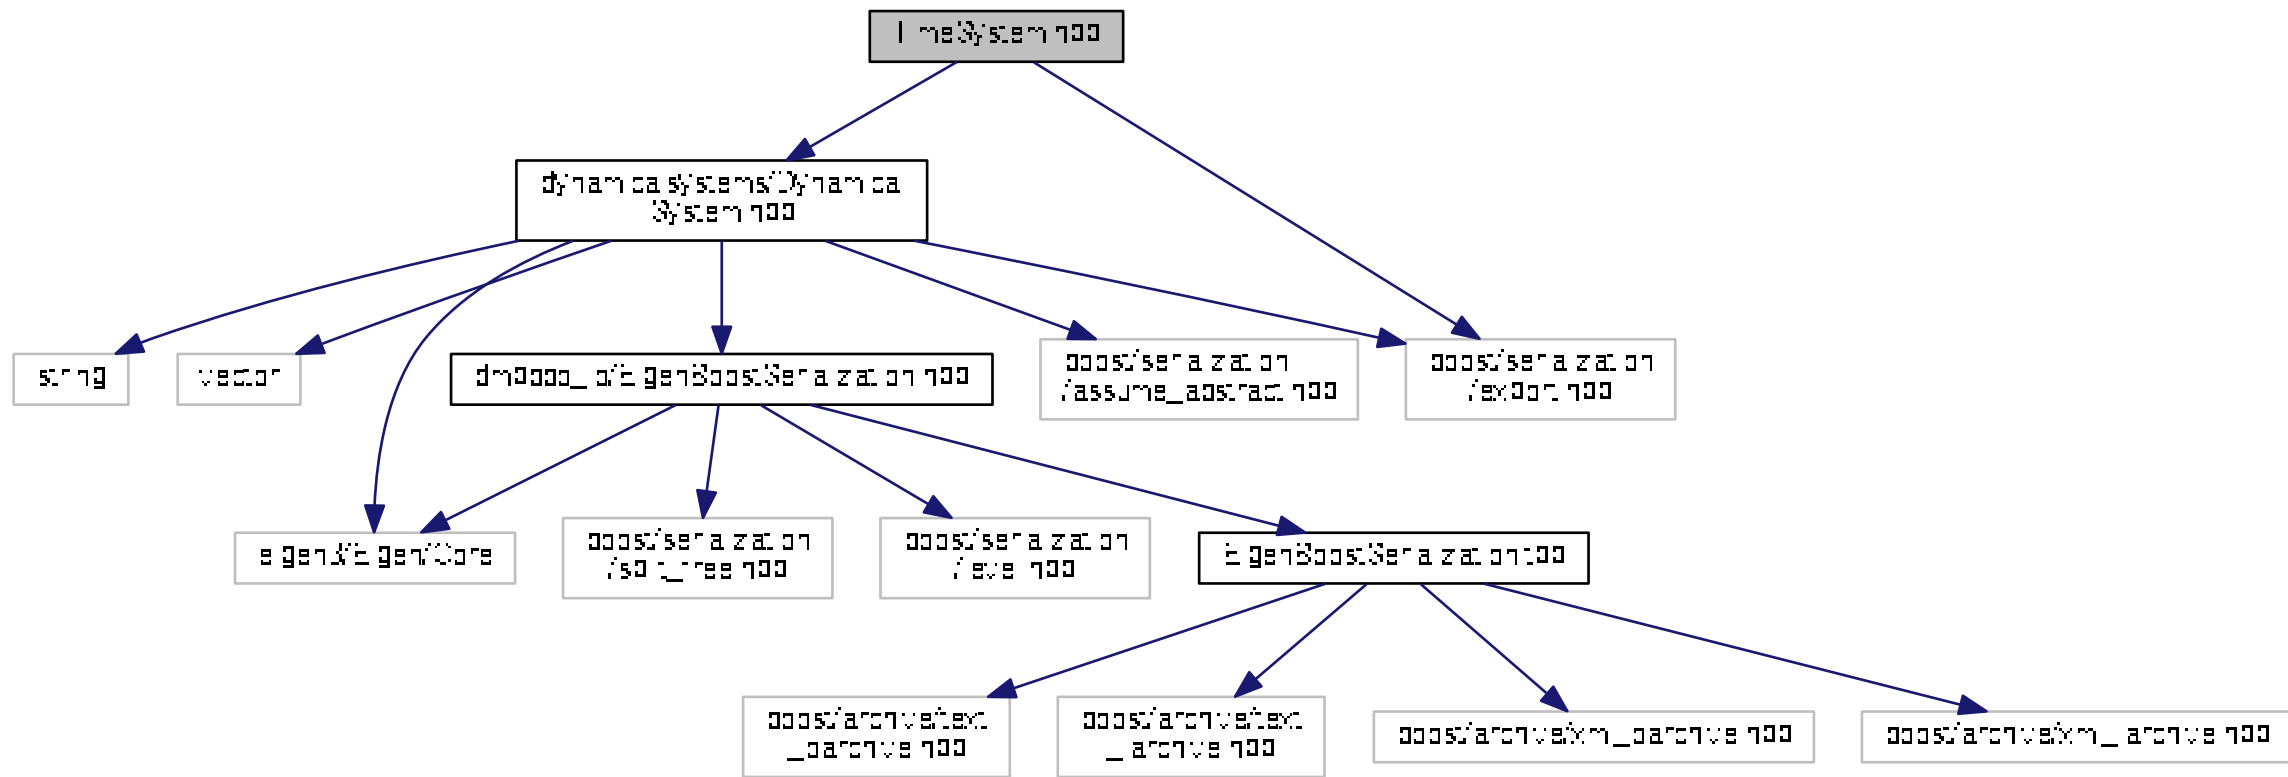 TimeSystem.hpp
dynamicalsystems/Dynamical
System.hpp
string
vector
dmpbbo_io/EigenBoostSerialization.hpp
boost/serialization
/assume_abstract.hpp
boost/serialization
/export.hpp
eigen3/Eigen/Core
boost/serialization
/split_free.hpp
boost/serialization
/level.hpp
EigenBoostSerialization.tpp
boost/archive/text
_oarchive.hpp
boost/archive/text
_iarchive.hpp
boost/archive/xml_oarchive.hpp
boost/archive/xml_iarchive.hpp